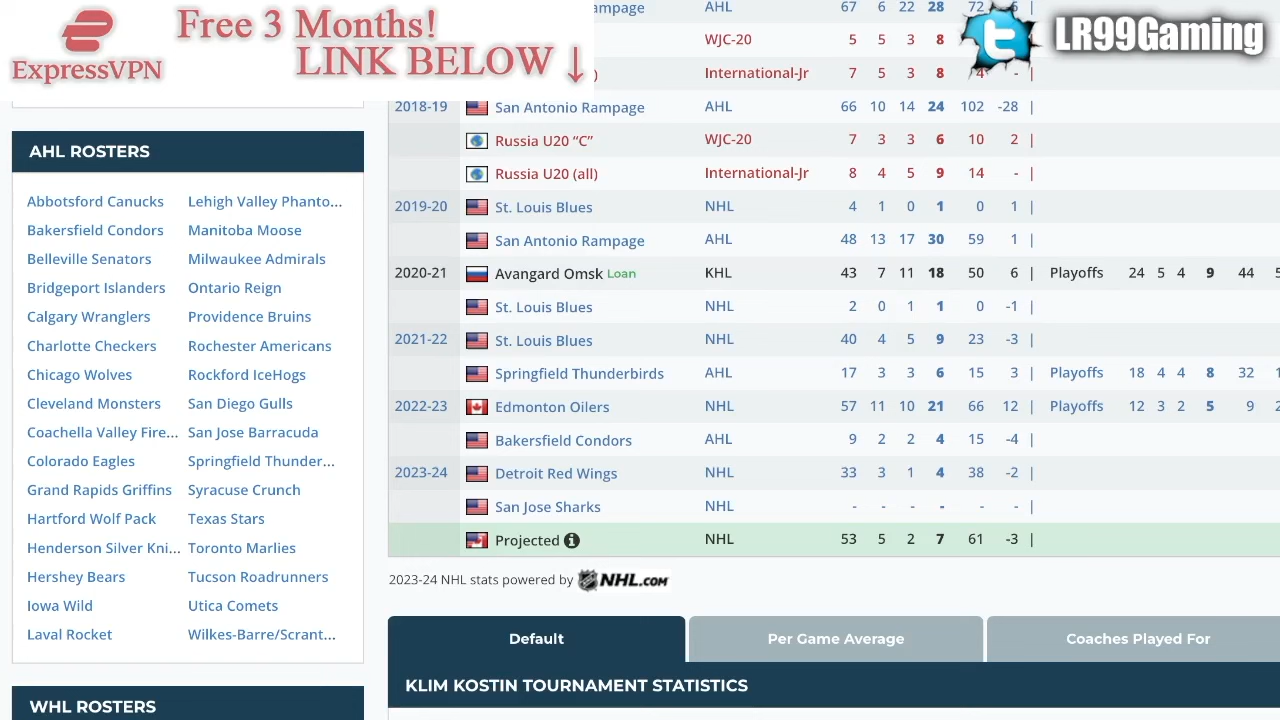 Free 3 Months!
LINK BELOW ↓
ExpressVPN
LR99Gaming
AHL 67 6 22 28 72
WJC-20 5 5 3 8
International-Jr 7 5 3 8 - |
2018-19 San Antonio Rampage AHL 66 10 14 24 102 -28 |
Russia U20 “C” WJC-20 7 3 3 6 10 2 |
Russia U20 (all) International-Jr 8 4 5 9 14 - |
2019-20 St. Louis Blues NHL 4 1 0 1 0 1 |
San Antonio Rampage AHL 48 13 17 30 59 1 |
2020-21 Avangard Omsk Loan KHL 43 7 11 18 50 6 | Playoffs 24 5 4 9 44
St. Louis Blues NHL 2 0 1 1 0 -1 |
2021-22 St. Louis Blues NHL 40 4 5 9 23 -3 |
Springfield Thunderbirds AHL 17 3 3 6 15 3 | Playoffs 18 4 4 8 32
2022-23 Edmonton Oilers NHL 57 11 10 21 66 12 | Playoffs 12 3 2 5 9
Bakersfield Condors AHL 9 2 2 4 15 -4 |
2023-24 Detroit Red Wings NHL 33 3 1 4 38 -2 |
San Jose Sharks NHL - - - - - - |
Projected NHL 53 5 2 7 61 -3 |
2023-24 NHL stats powered by NHL.COM
Default Per Game Average Coaches Played For
KLIM KOSTIN TOURNAMENT STATISTICS
AHL ROSTERS
Abbotsford Canucks Lehigh Valley Phanto...
Bakersfield Condors Manitoba Moose
Belleville Senators Milwaukee Admirals
Bridgeport Islanders Ontario Reign
Calgary Wranglers Providence Bruins
Charlotte Checkers Rochester Americans
Chicago Wolves Rockford IceHogs
Cleveland Monsters San Diego Gulls
Coachella Valley Fire... San Jose Barracuda
Colorado Eagles Springfield Thunder...
Grand Rapids Griffins Syracuse Crunch
Hartford Wolf Pack Texas Stars
Henderson Silver Kni... Toronto Marlies
Hershey Bears Tucson Roadrunners
Iowa Wild Utica Comets
Laval Rocket Wilkes-Barre/Scrant...
WHL ROSTERS